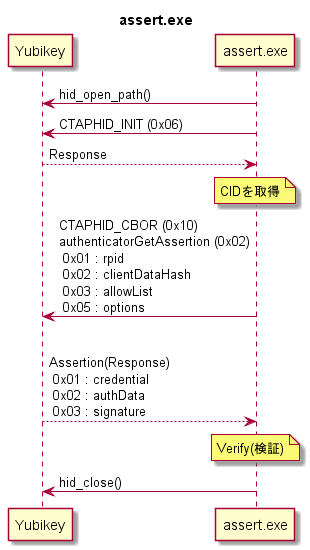 assert.exe
Yubikey
assert.exe
hid_open_path()
CTAPHID_INIT (0x06)
Response
CIDを取得
CTAPHID_CBOR (0x10)
authenticatorGetAssertion (0x02)
0x01 : rpid
0x02 : clientDataHash
0x03 : allowList
0x05 : options
Assertion(Response)
0x01 : credential
0x02 : authData
0x03 : signature
Verify(検証)
hid_close()
Yubikey
assert.exe